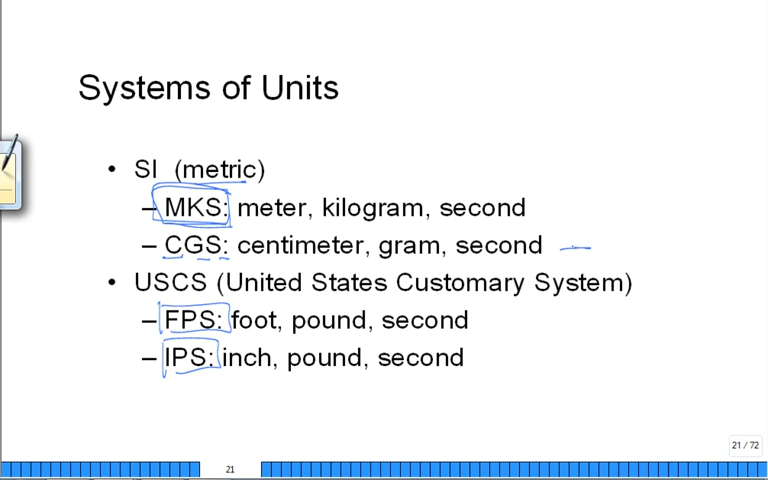 Systems of Units
• SI (metric)
– MKS: meter, kilogram, second
– CGS: centimeter, gram, second
• USCS (United States Customary System)
– FPS: foot, pound, second
– IPS: inch, pound, second
21 / 72
21